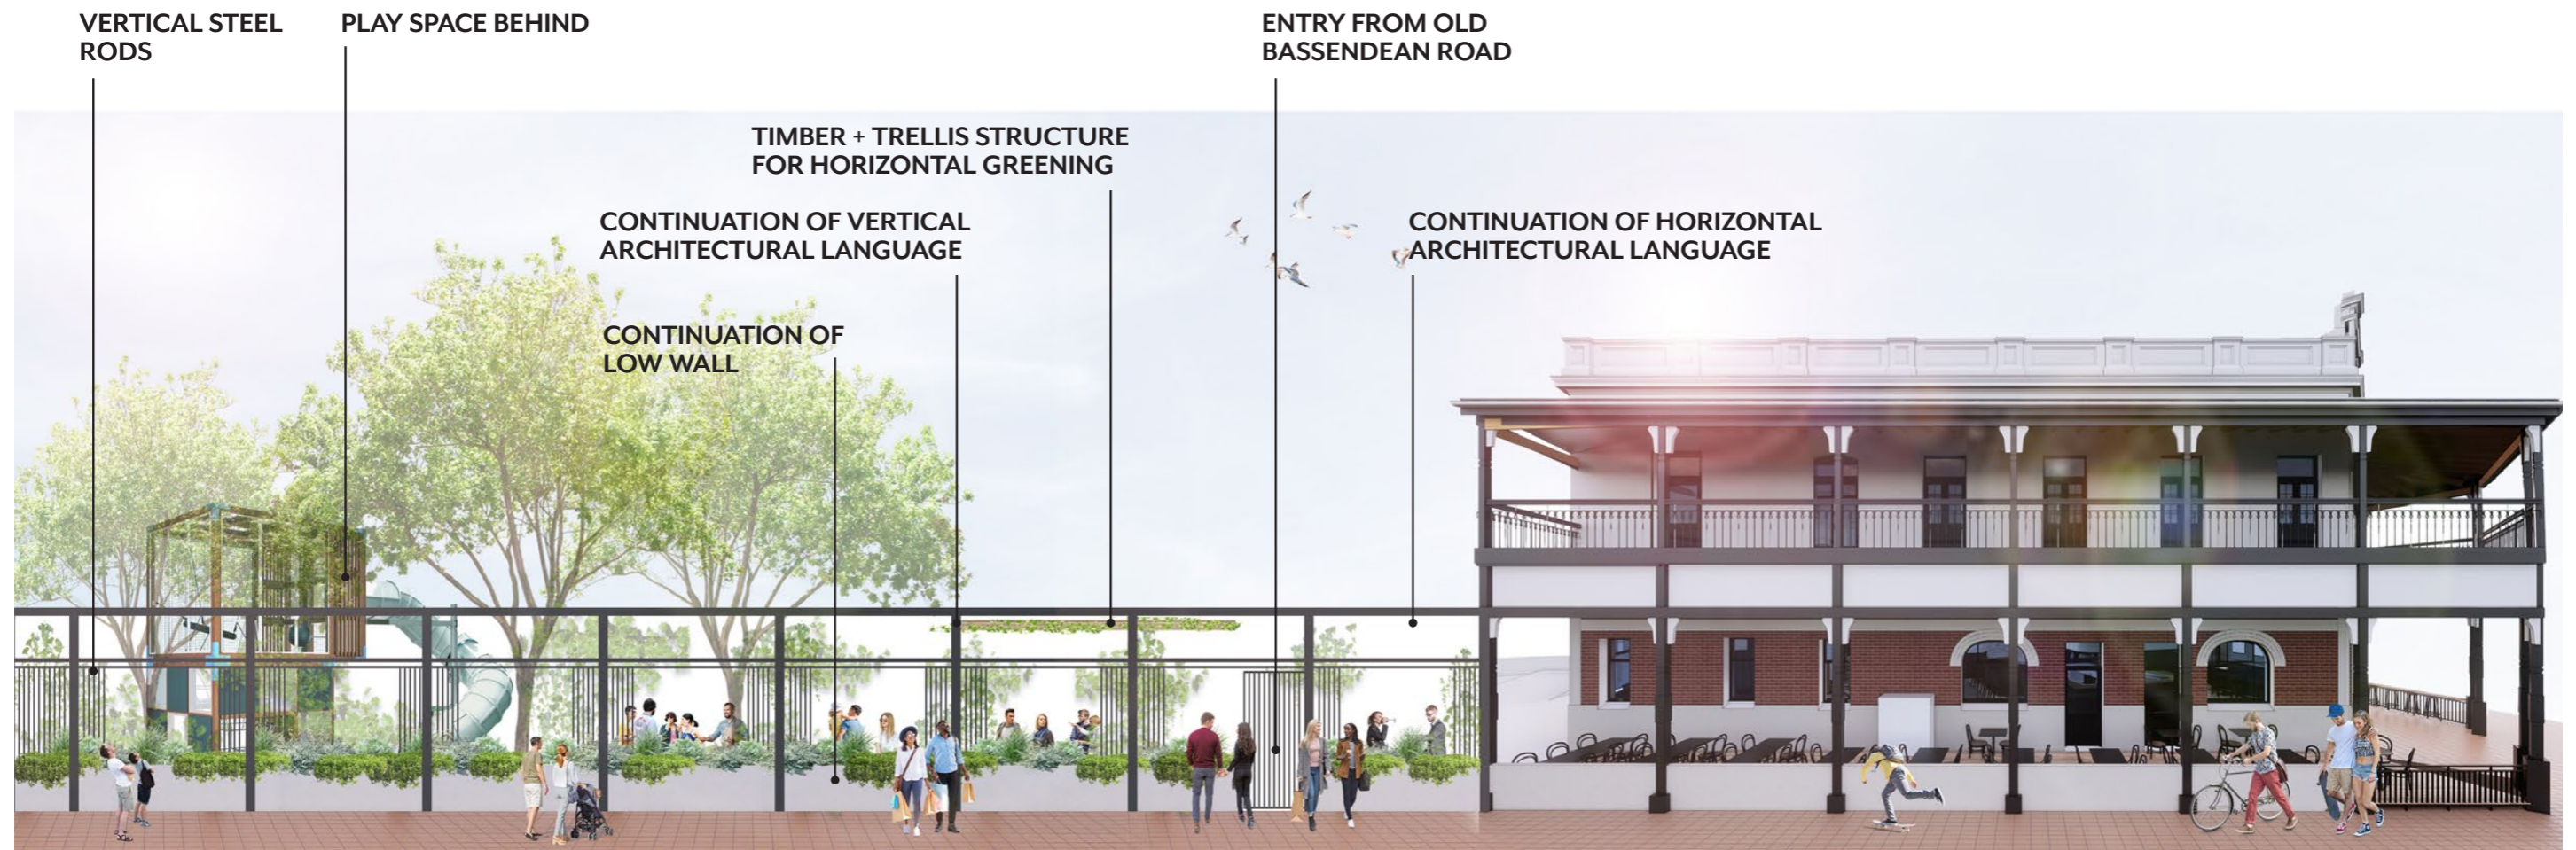 VERTICAL STEEL
RODS
PLAY SPACE BEHIND
ENTRY FROM OLD
BASSENDEAN ROAD
TIMBER + TRELLIS STRUCTURE
FOR HORIZONTAL GREENING
CONTINUATION OF VERTICAL
ARCHITECTURAL LANGUAGE
CONTINUATION OF HORIZONTAL
ARCHITECTURAL LANGUAGE
CONTINUATION OF
LOW WALL